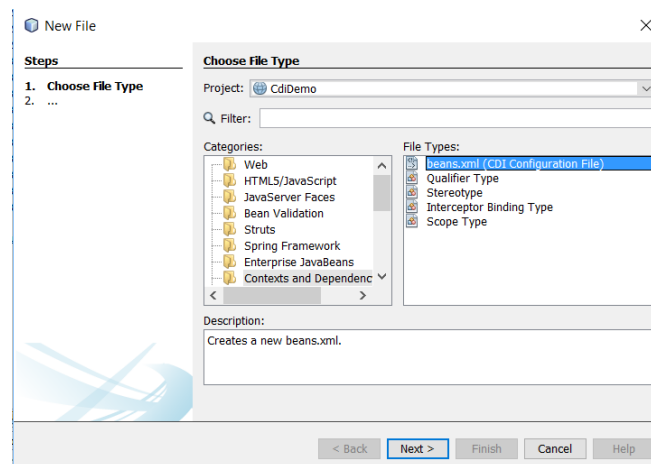 New File
Steps
1. Choose File Type
2. ...
Choose File Type
Project: CdiDemo
Filter:
Categories:
Web
HTML5/JavaScript
JavaServer Faces
Bean Validation
Struts
Spring Framework
Enterprise JavaBeans
Contexts and Dependenc
File Types:
beans.xml (CDI Configuration File)
Qualifier Type
Stereotype
Interceptor Binding Type
Scope Type
Description:
Creates a new beans.xml.
< Back Next > Finish Cancel Help